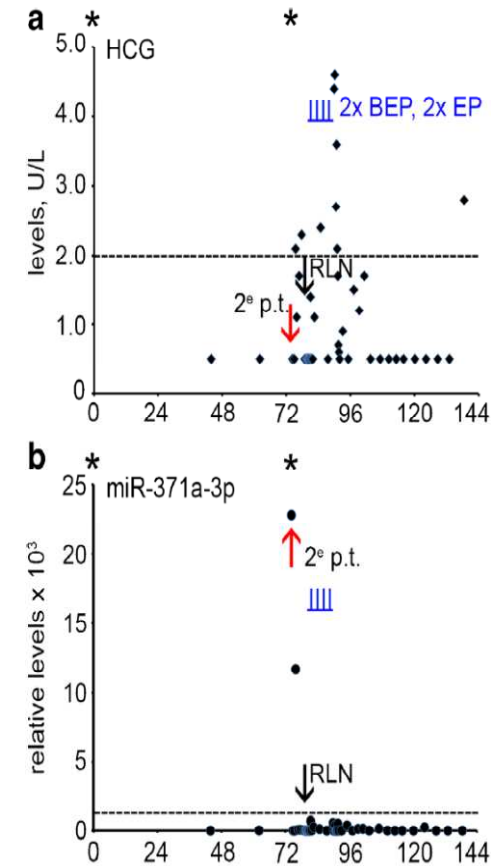 a
* *
HCG
5.0
4.0
3.0
2.0
1.0
0
levels, U/L
2x BEP, 2x EP
RLN
2ᵉ p.t.
0 24 48 72 96 120 144
b
* *
miR-371a-3p
25
20
15
10
5
0
relative levels x 10³
2ᵉ p.t.
RLN
0 24 48 72 96 120 144